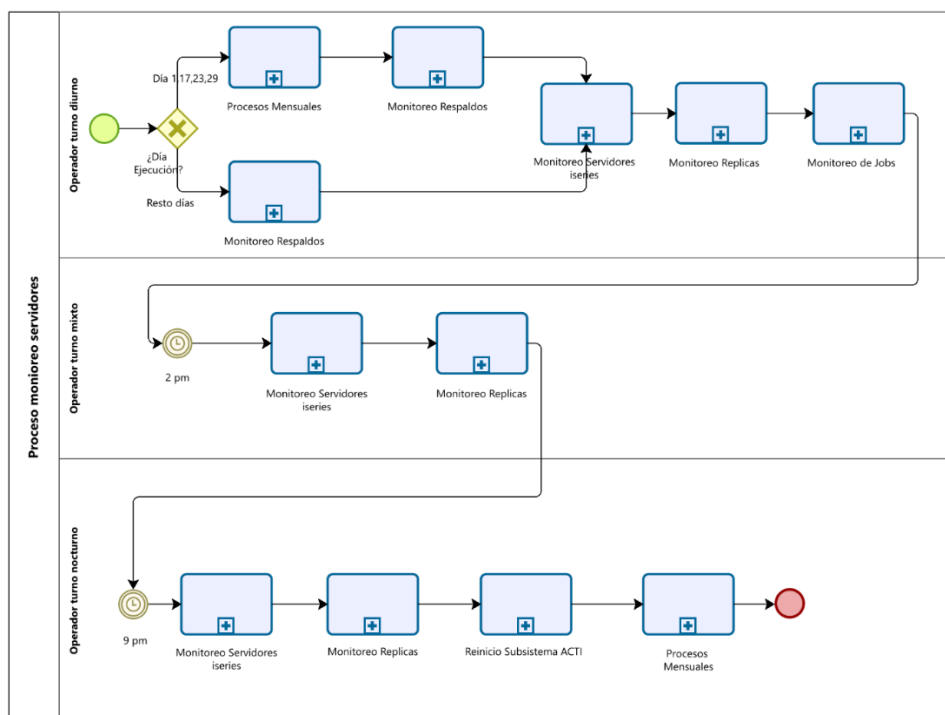 Proceso monioreo servidores
Operador turno diurno
Día 1,17,23,29
¿Día
Ejecución?
Resto días
Procesos Mensuales
Monitoreo Respaldos
Monitoreo Respaldos
Monitoreo Servidores
iseries
Monitoreo Replicas
Monitoreo de Jobs
Operador turno mixto
2 pm
Monitoreo Servidores
iseries
Monitoreo Replicas
Operador turno nocturno
9 pm
Monitoreo Servidores
iseries
Monitoreo Replicas
Reinicio Subsistema ACTI
Procesos
Mensuales